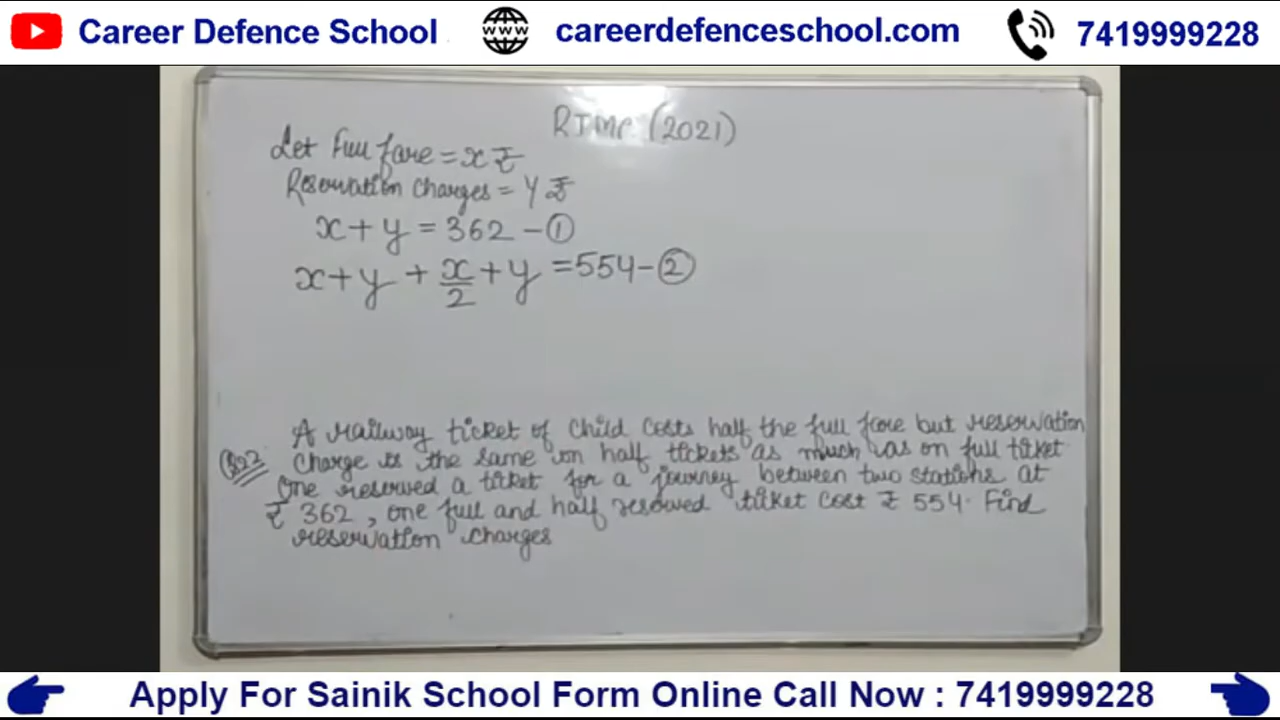 Career Defence School
www
careerdefenceschool.com
7419999228
RIMC (2021)
Let Full fare = x ₹
Reservation Charges = y ₹
x + y = 362 - ①
x + y + x/2 + y = 554 - ②
Q22
A railway ticket of child costs half the full fare but reservation
charge is the same on half tickets as much as on full ticket.
One reserved a ticket for a journey between two stations at
₹ 362, one full and half reserved ticket cost ₹ 554. Find
reservation charges
Apply For Sainik School Form Online Call Now : 7419999228